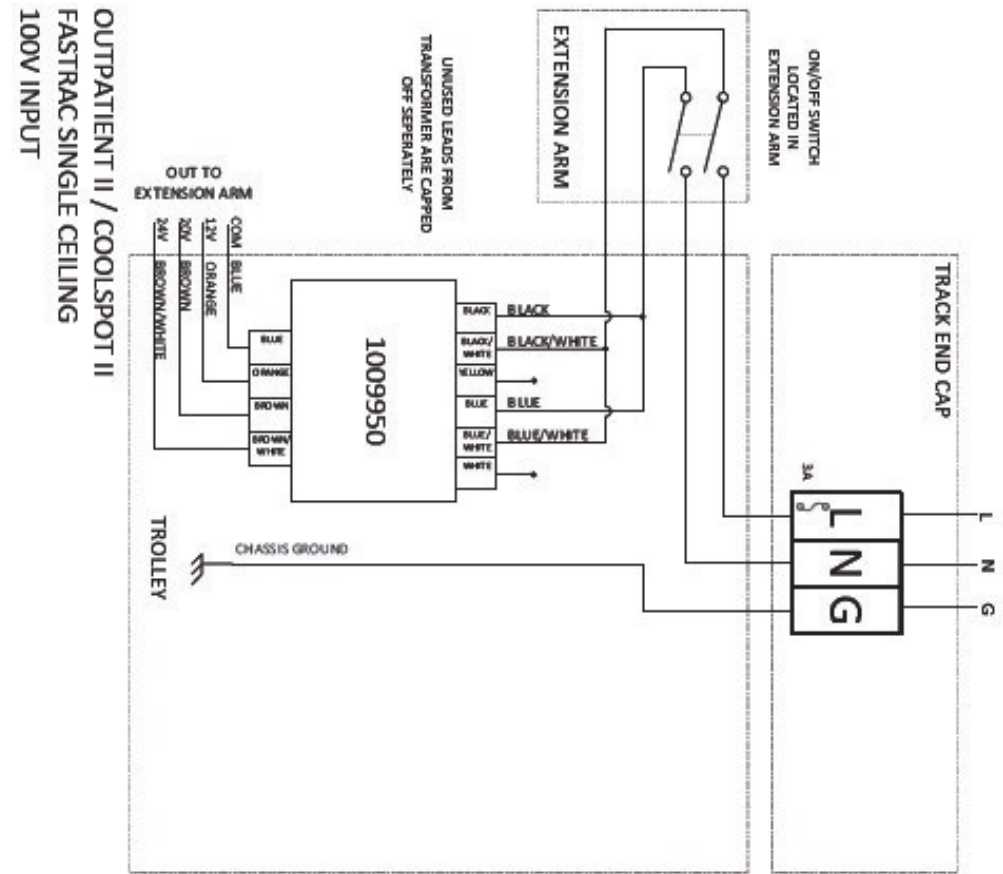 OUTPATIENT II / COOLSPOT II
FASTRAC SINGLE CEILING
100V INPUT
TRACK END CAP
L
N
G
3A
L
N
G
ON/OFF SWITCH
LOCATED IN
EXTENSION ARM
EXTENSION ARM
UNUSED LEADS FROM
TRANSFORMER ARE CAPPED
OFF SEPERATELY
BLACK
BLACK/WHITE
BLUE
BLUE/WHITE
BLACK
BLACK/
WHITE
YELLOW
BLUE
BLUE/
WHITE
WHITE
1009950
BLUE
ORANGE
BROWN
BROWN/
WHITE
OUT TO
EXTENSION ARM
COM BLUE
12V ORANGE
20V BROWN
24V BROWN/WHITE
CHASSIS GROUND
TROLLEY